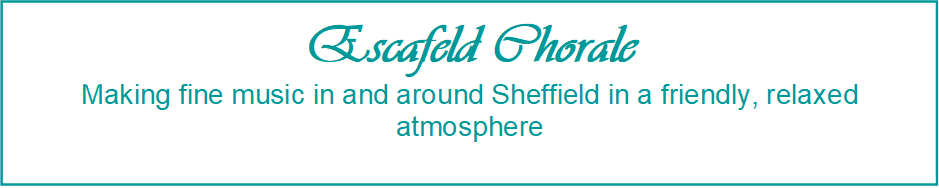 Escafeld Chorale
Making fine music in and around Sheffield in a friendly, relaxed
atmosphere